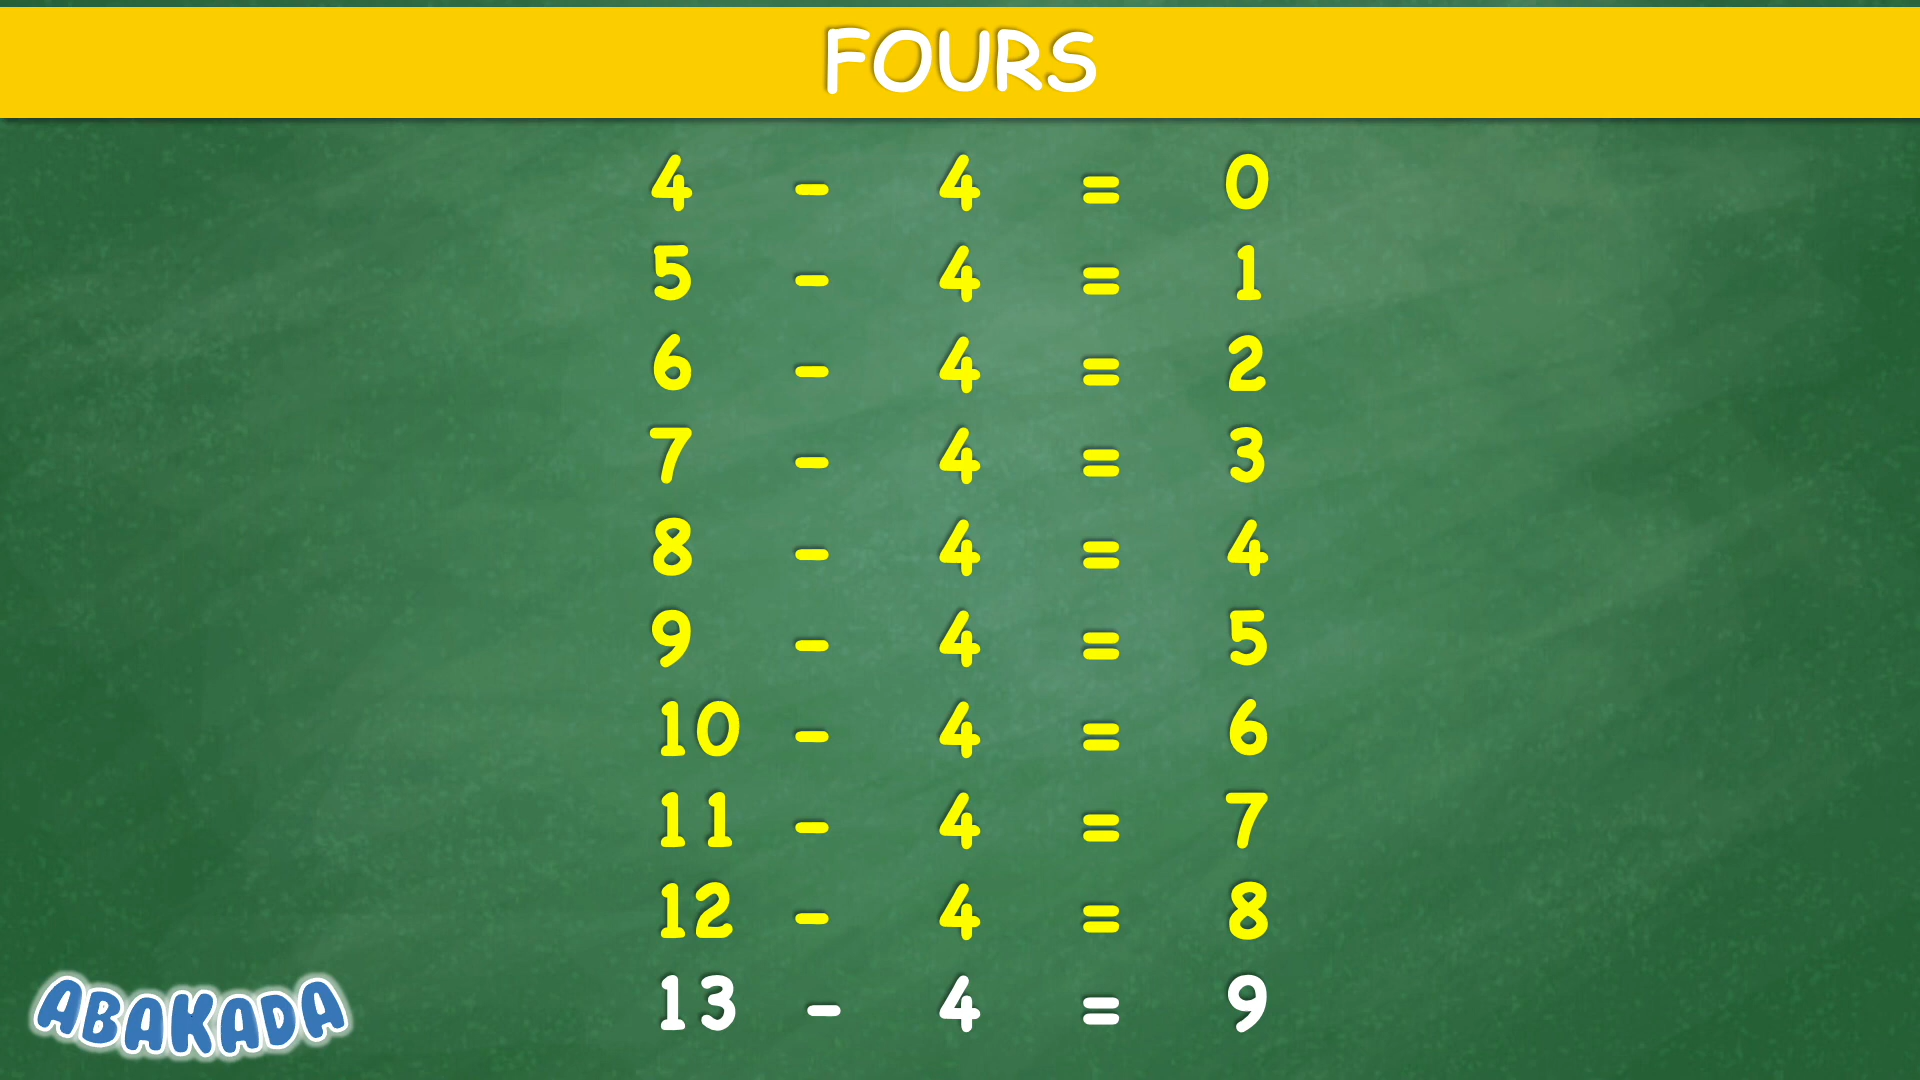 FOURS
4 - 4 = 0
5 - 4 = 1
6 - 4 = 2
7 - 4 = 3
8 - 4 = 4
9 - 4 = 5
10 - 4 = 6
11 - 4 = 7
12 - 4 = 8
13 - 4 = 9
ABAKADA